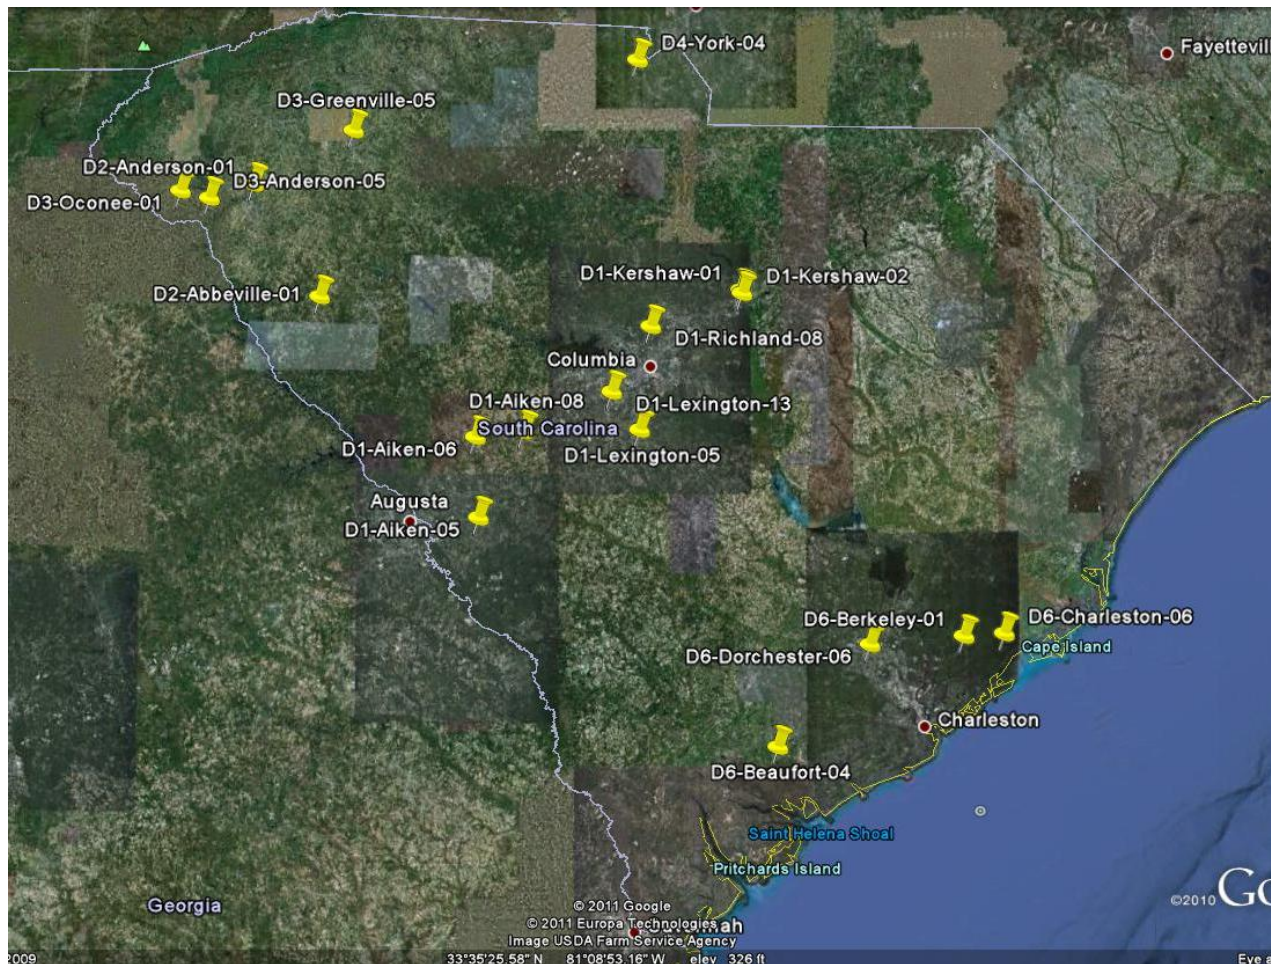 D4-York-04
Fayettevill
D3-Greenville-05
D2-Anderson-01
D3-Anderson-05
D3-Oconee-01
D1-Kershaw-01
D1-Kershaw-02
D2-Abbeville-01
D1-Richland-08
Columbia
D1-Aiken-08
D1-Lexington-13
South Carolina
D1-Aiken-06
D1-Lexington-05
Augusta
D1-Aiken-05
D6-Berkeley-01
D6-Charleston-06
Cape Island
D6-Dorchester-06
Charleston
D6-Beaufort-04
Saint Helena Shoal
Pritchards Island
Georgia
©2010 Go
© 2011 Google
© 2011 Europa Technologies
Image USDA Farm Service Agency
2009
33°35'25.58" N 81°08'53.16" W elev 326 ft
Eye a